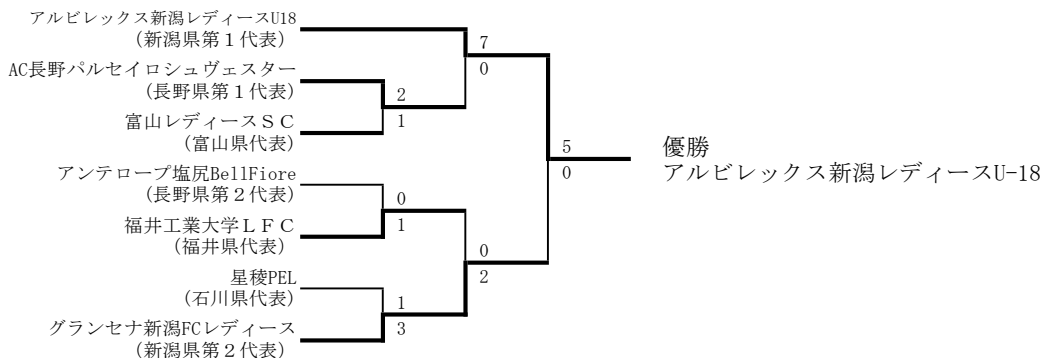 アルビレックス新潟レディースU18
(新潟県第１代表)
7
0
AC長野パルセイロシュヴェスター
(長野県第１代表)
2
1
富山レディースＳＣ
(富山県代表)
5
0
優勝
アルビレックス新潟レディースU-18
アンテロープ塩尻BellFiore
(長野県第２代表)
0
1
福井工業大学ＬＦＣ
(福井県代表)
0
2
星稜PEL
(石川県代表)
1
3
グランセナ新潟FCレディース
(新潟県第２代表)